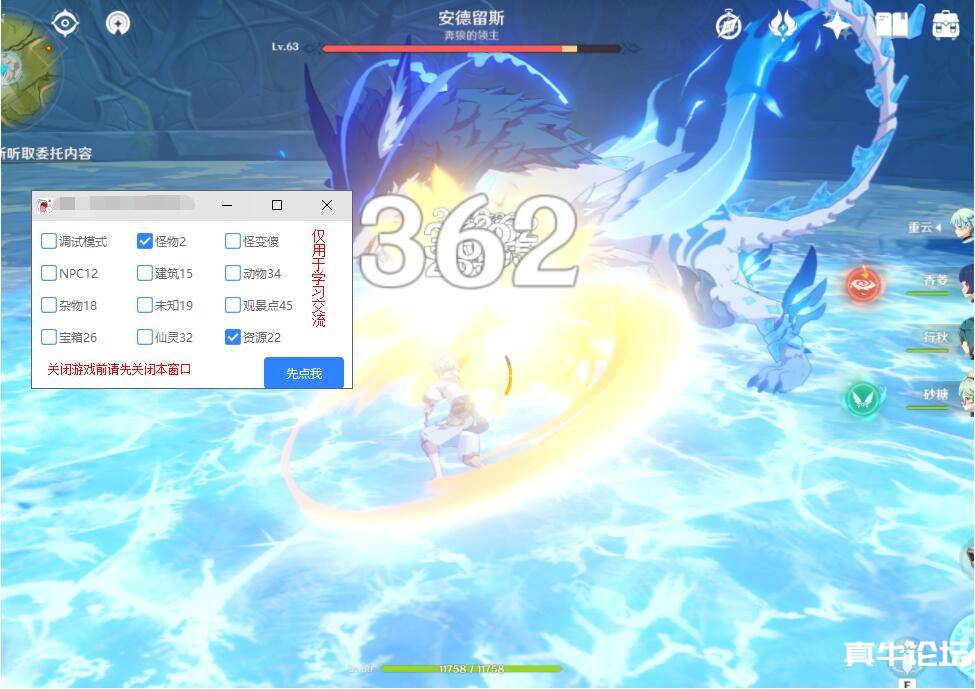 安德留斯
奔狼的领主
Lv.63
听取委托内容
362
重云
香菱
行秋
砂糖
调试模式
怪物2
怪变傻
NPC12
建筑15
动物34
杂物18
未知19
观景点45
宝箱26
仙灵32
资源22
仅用于学习交流
关闭游戏前请先关闭本窗口
先点我
11758 / 11758
真牛论坛
F